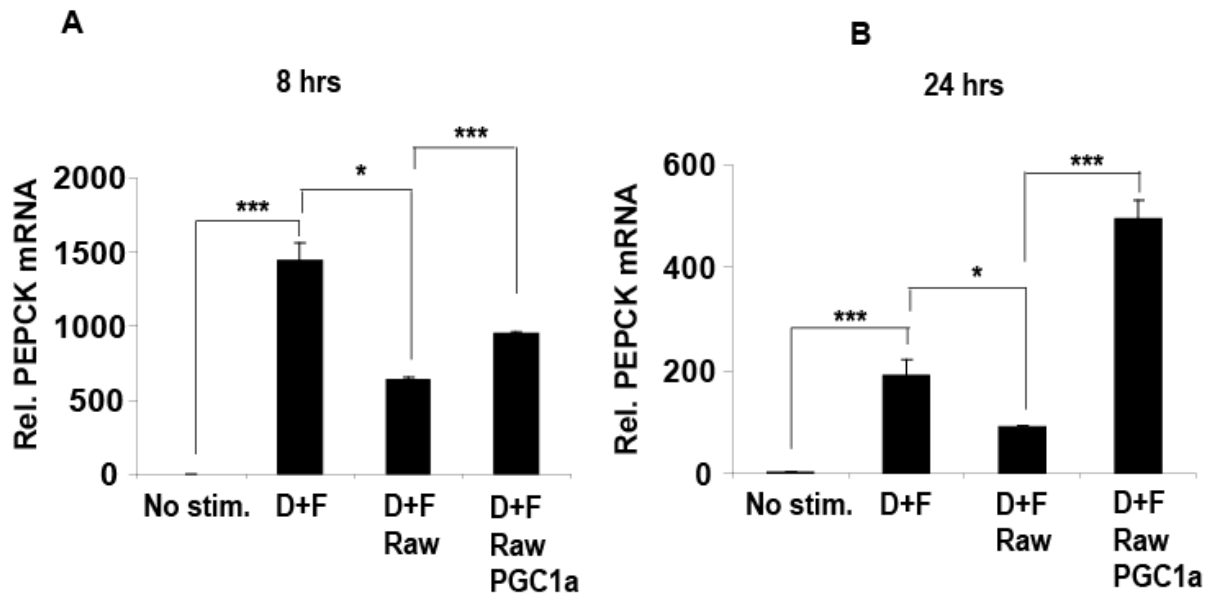 A
8 hrs
Rel. PEPCK mRNA
2000
1500
1000
500
0
***
*
***
No stim.
D+F
D+F
Raw
D+F
Raw
PGC1a
B
24 hrs
Rel. PEPCK mRNA
600
400
200
0
***
*
***
No stim.
D+F
D+F
Raw
D+F
Raw
PGC1a